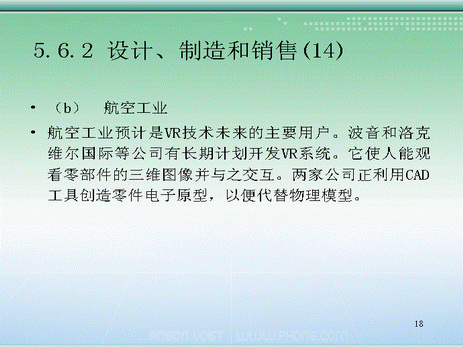 5.6.2 设计、制造和销售(14)
• （b） 航空工业
• 航空工业预计是VR技术未来的主要用户。波音和洛克
维尔国际等公司有长期计划开发VR系统。它使人能观
看零部件的三维图像并与之交互。两家公司正利用CAD
工具创造零件电子原型，以便代替物理模型。
18